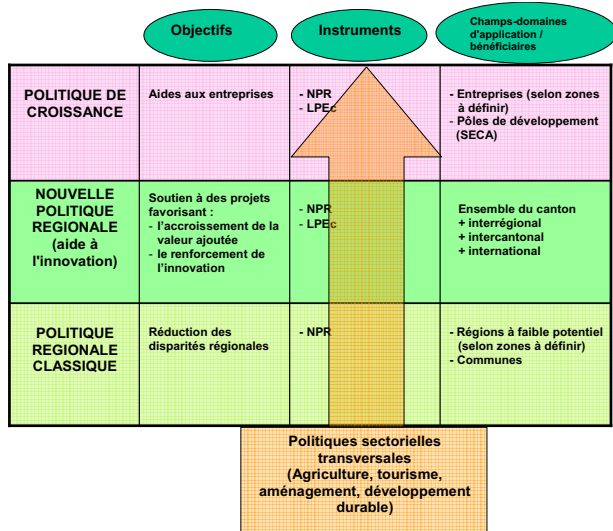 Objectifs
Instruments
Champs-domaines
d'application /
bénéficiaires
POLITIQUE DE
CROISSANCE
Aides aux entreprises
- NPR
- LPEc
- Entreprises (selon zones
à définir)
- Pôles de développement
(SECA)
NOUVELLE
POLITIQUE
REGIONALE
(aide à
l'innovation)
Soutien à des projets
favorisant :
- l'accroissement de la
valeur ajoutée
- le renforcement de
l'innovation
- NPR
- LPEc
Ensemble du canton
+ interrégional
+ intercantonal
+ international
POLITIQUE
REGIONALE
CLASSIQUE
Réduction des
disparités régionales
- NPR
- Régions à faible potentiel
(selon zones à définir)
- Communes
Politiques sectorielles
transversales
(Agriculture, tourisme,
aménagement, développement
durable)